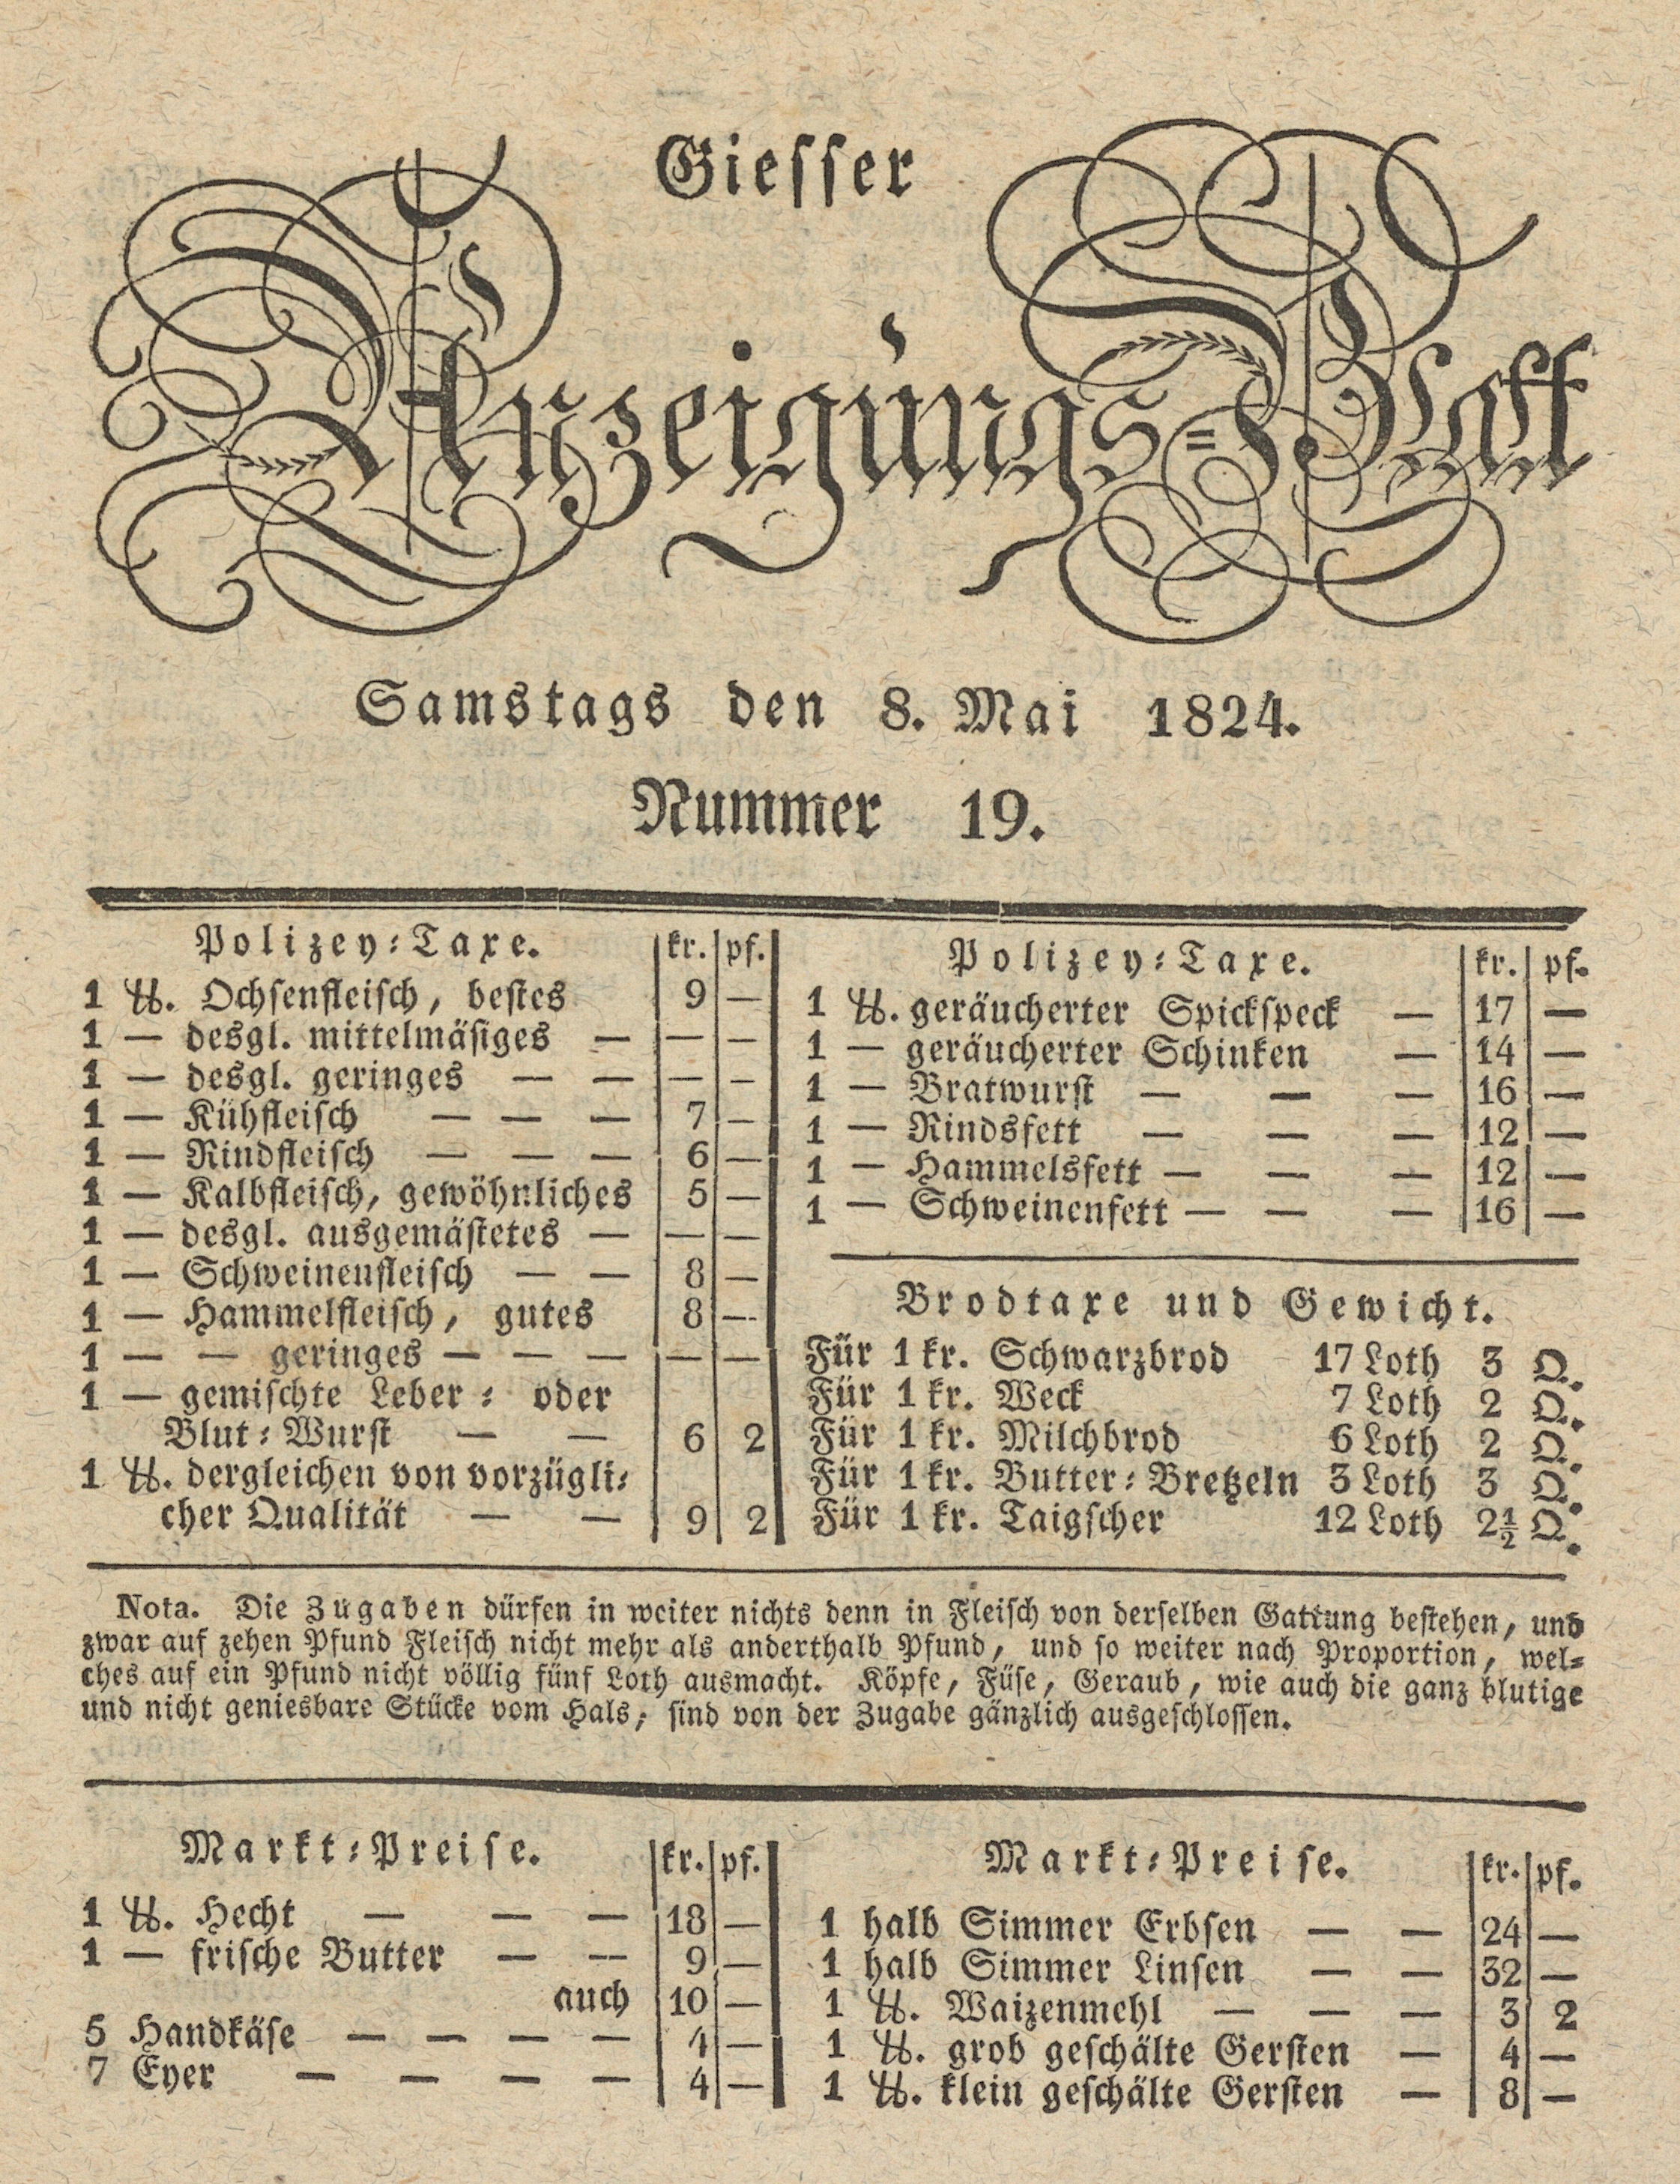 Giesser
Anzeigungs=Blatt
Samstags den 8. Mai 1824.
Nummer 19.
Polizey=Taxe. kr. pf.
1 ℔. Ochsenfleisch, bestes 9 —
1 — desgl. mittelmäsiges — — —
1 — desgl. geringes — — — —
1 — Kühfleisch — — — 7 —
1 — Rindfleisch — — — 6 —
1 — Kalbfleisch, gewöhnliches 5 —
1 — desgl. ausgemästetes — — —
1 — Schweinenfleisch — — 8 —
1 — Hammelfleisch, gutes 8 —
1 — — geringes — — — — —
1 — gemischte Leber= oder
Blut=Wurst — — 6 2
1 ℔. dergleichen von vorzügli=
cher Qualität — — 9 2
Polizey=Taxe. kr. pf.
1 ℔. geräucherter Spickspeck — 17 —
1 — geräucherter Schinken — 14 —
1 — Bratwurst — — — 16 —
1 — Rindsfett — — — 12 —
1 — Hammelsfett — — — 12 —
1 — Schweinenfett — — — 16 —
Brodtaxe und Gewicht.
Für 1 kr. Schwarzbrod 17 Loth 3 Q.
Für 1 kr. Weck 7 Loth 2 Q.
Für 1 kr. Milchbrod 6 Loth 2 Q.
Für 1 kr. Butter=Bretzeln 3 Loth 3 Q.
Für 1 kr. Taigscher 12 Loth 2½ Q.
Nota. Die Zugaben dürfen in weiter nichts denn in Fleisch von derselben Gattung bestehen, und
zwar auf zehen Pfund Fleisch nicht mehr als anderthalb Pfund, und so weiter nach Proportion, wel=
ches auf ein Pfund nicht völlig fünf Loth ausmacht. Köpfe, Füse, Geraub, wie auch die ganz blutige
und nicht geniesbare Stücke vom Hals, sind von der Zugabe gänzlich ausgeschlossen.
Markt=Preise. kr. pf.
1 ℔. Hecht — — — 18 —
1 — frische Butter — — 9 —
auch 10 —
5 Handkäse — — — — 4 —
7 Eyer — — — — 4 —
Markt=Preise. kr. pf.
1 halb Simmer Erbsen — — 24 —
1 halb Simmer Linsen — — 32 —
1 ℔. Waizenmehl — — — 3 2
1 ℔. grob geschälte Gersten — 4 —
1 ℔. klein geschälte Gersten — 8 —